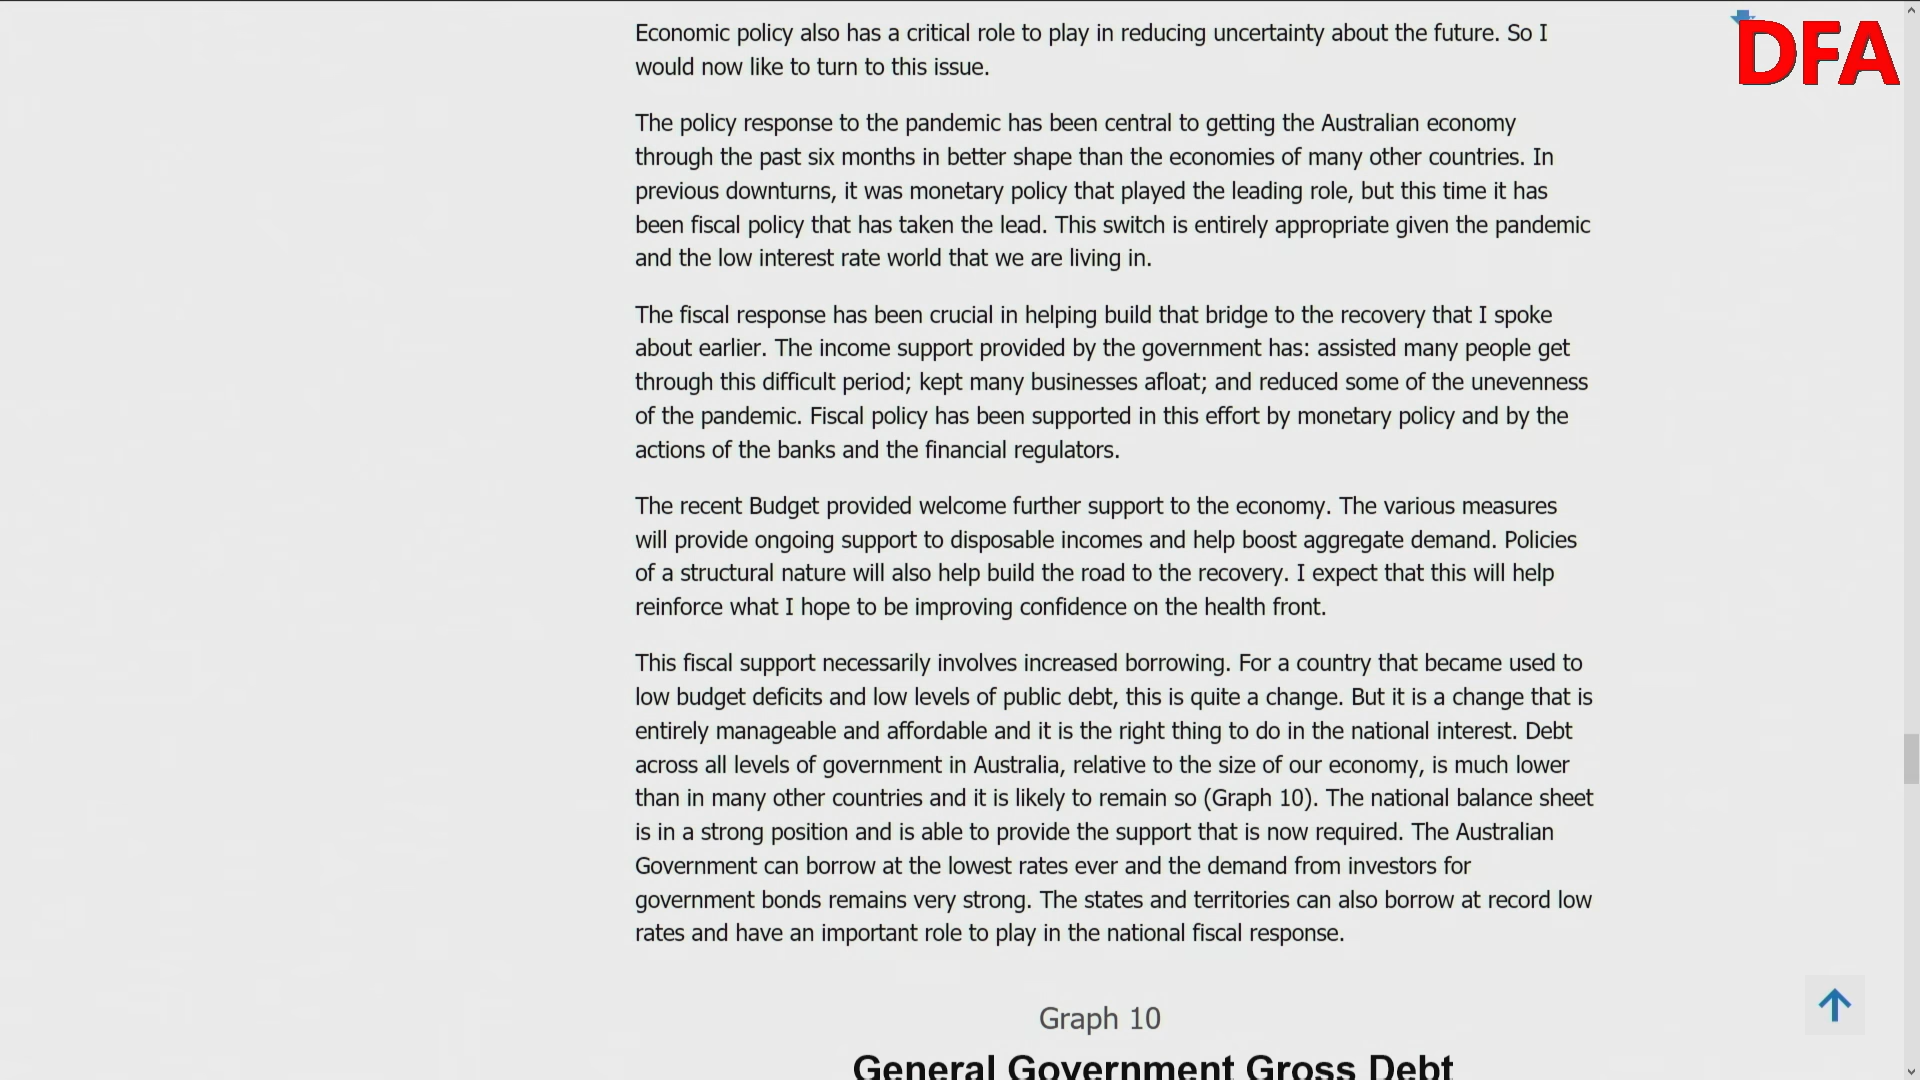 Economic policy also has a critical role to play in reducing uncertainty about the future. So I
would now like to turn to this issue.
DFA
The policy response to the pandemic has been central to getting the Australian economy
through the past six months in better shape than the economies of many other countries. In
previous downturns, it was monetary policy that played the leading role, but this time it has
been fiscal policy that has taken the lead. This switch is entirely appropriate given the pandemic
and the low interest rate world that we are living in.
The fiscal response has been crucial in helping build that bridge to the recovery that I spoke
about earlier. The income support provided by the government has: assisted many people get
through this difficult period; kept many businesses afloat; and reduced some of the unevenness
of the pandemic. Fiscal policy has been supported in this effort by monetary policy and by the
actions of the banks and the financial regulators.
The recent Budget provided welcome further support to the economy. The various measures
will provide ongoing support to disposable incomes and help boost aggregate demand. Policies
of a structural nature will also help build the road to the recovery. I expect that this will help
reinforce what I hope to be improving confidence on the health front.
This fiscal support necessarily involves increased borrowing. For a country that became used to
low budget deficits and low levels of public debt, this is quite a change. But it is a change that is
entirely manageable and affordable and it is the right thing to do in the national interest. Debt
across all levels of government in Australia, relative to the size of our economy, is much lower
than in many other countries and it is likely to remain so (Graph 10). The national balance sheet
is in a strong position and is able to provide the support that is now required. The Australian
Government can borrow at the lowest rates ever and the demand from investors for
government bonds remains very strong. The states and territories can also borrow at record low
rates and have an important role to play in the national fiscal response.
Graph 10
General Government Gross Debt